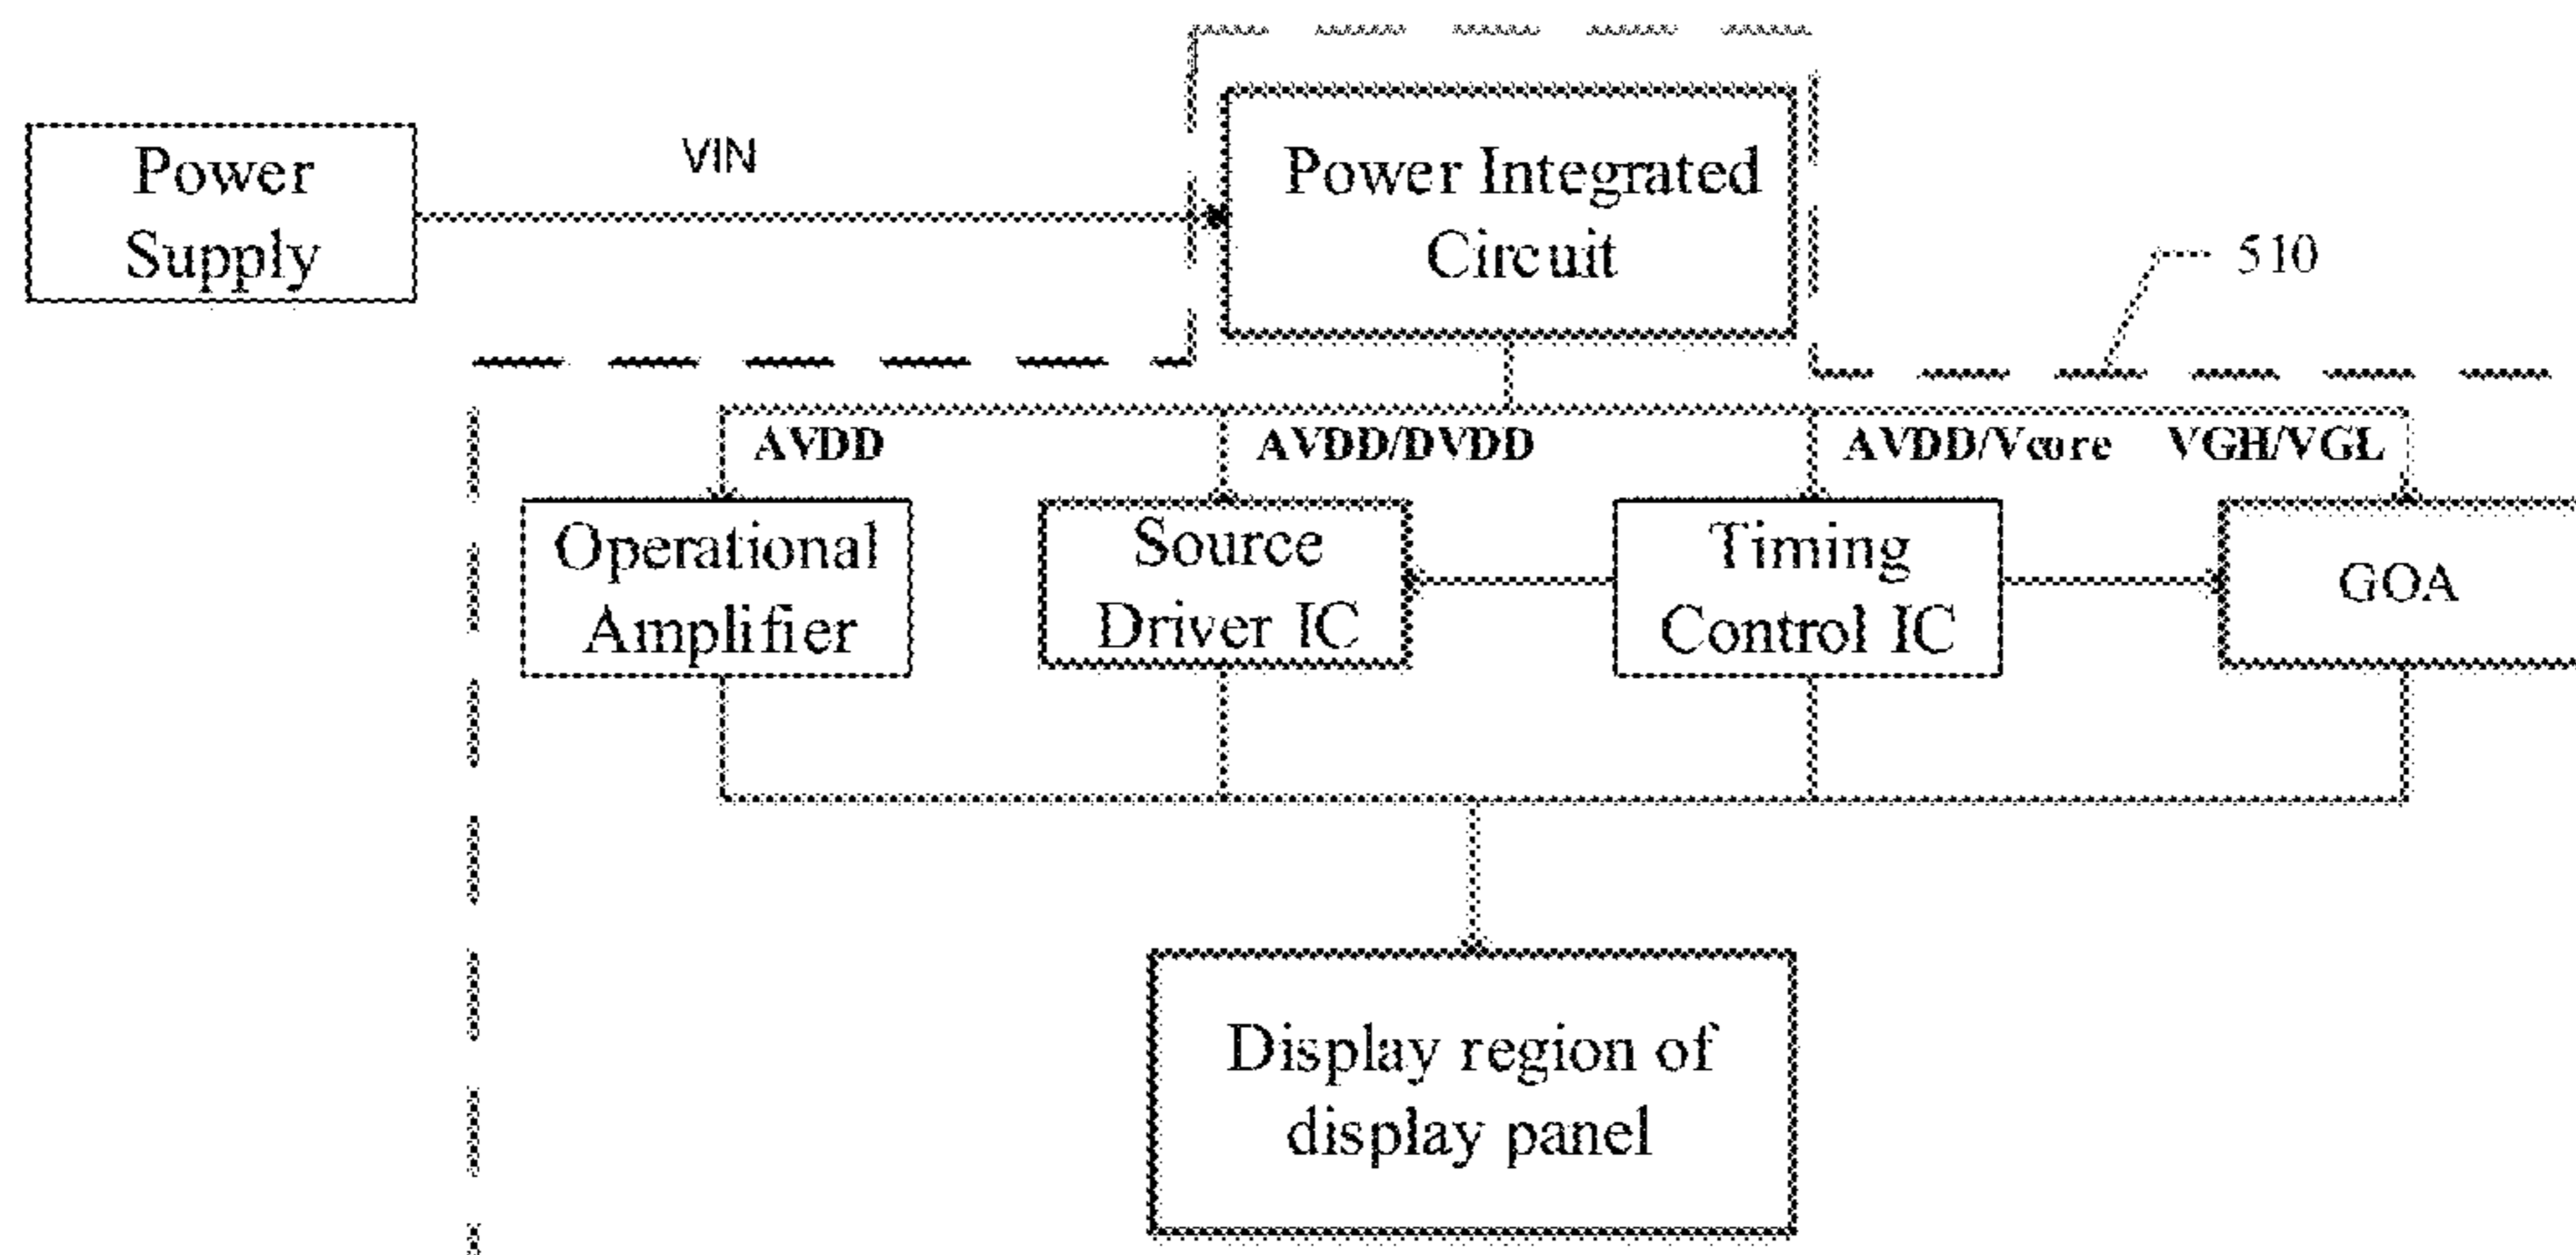 Power
Supply
VIN
Power Integrated
Circuit
510
AVDD
AVDD/DVDD
AVDD/Vcore
VGH/VGL
Operational
Amplifier
Source
Driver IC
Timing
Control IC
GOA
Display region of
display panel